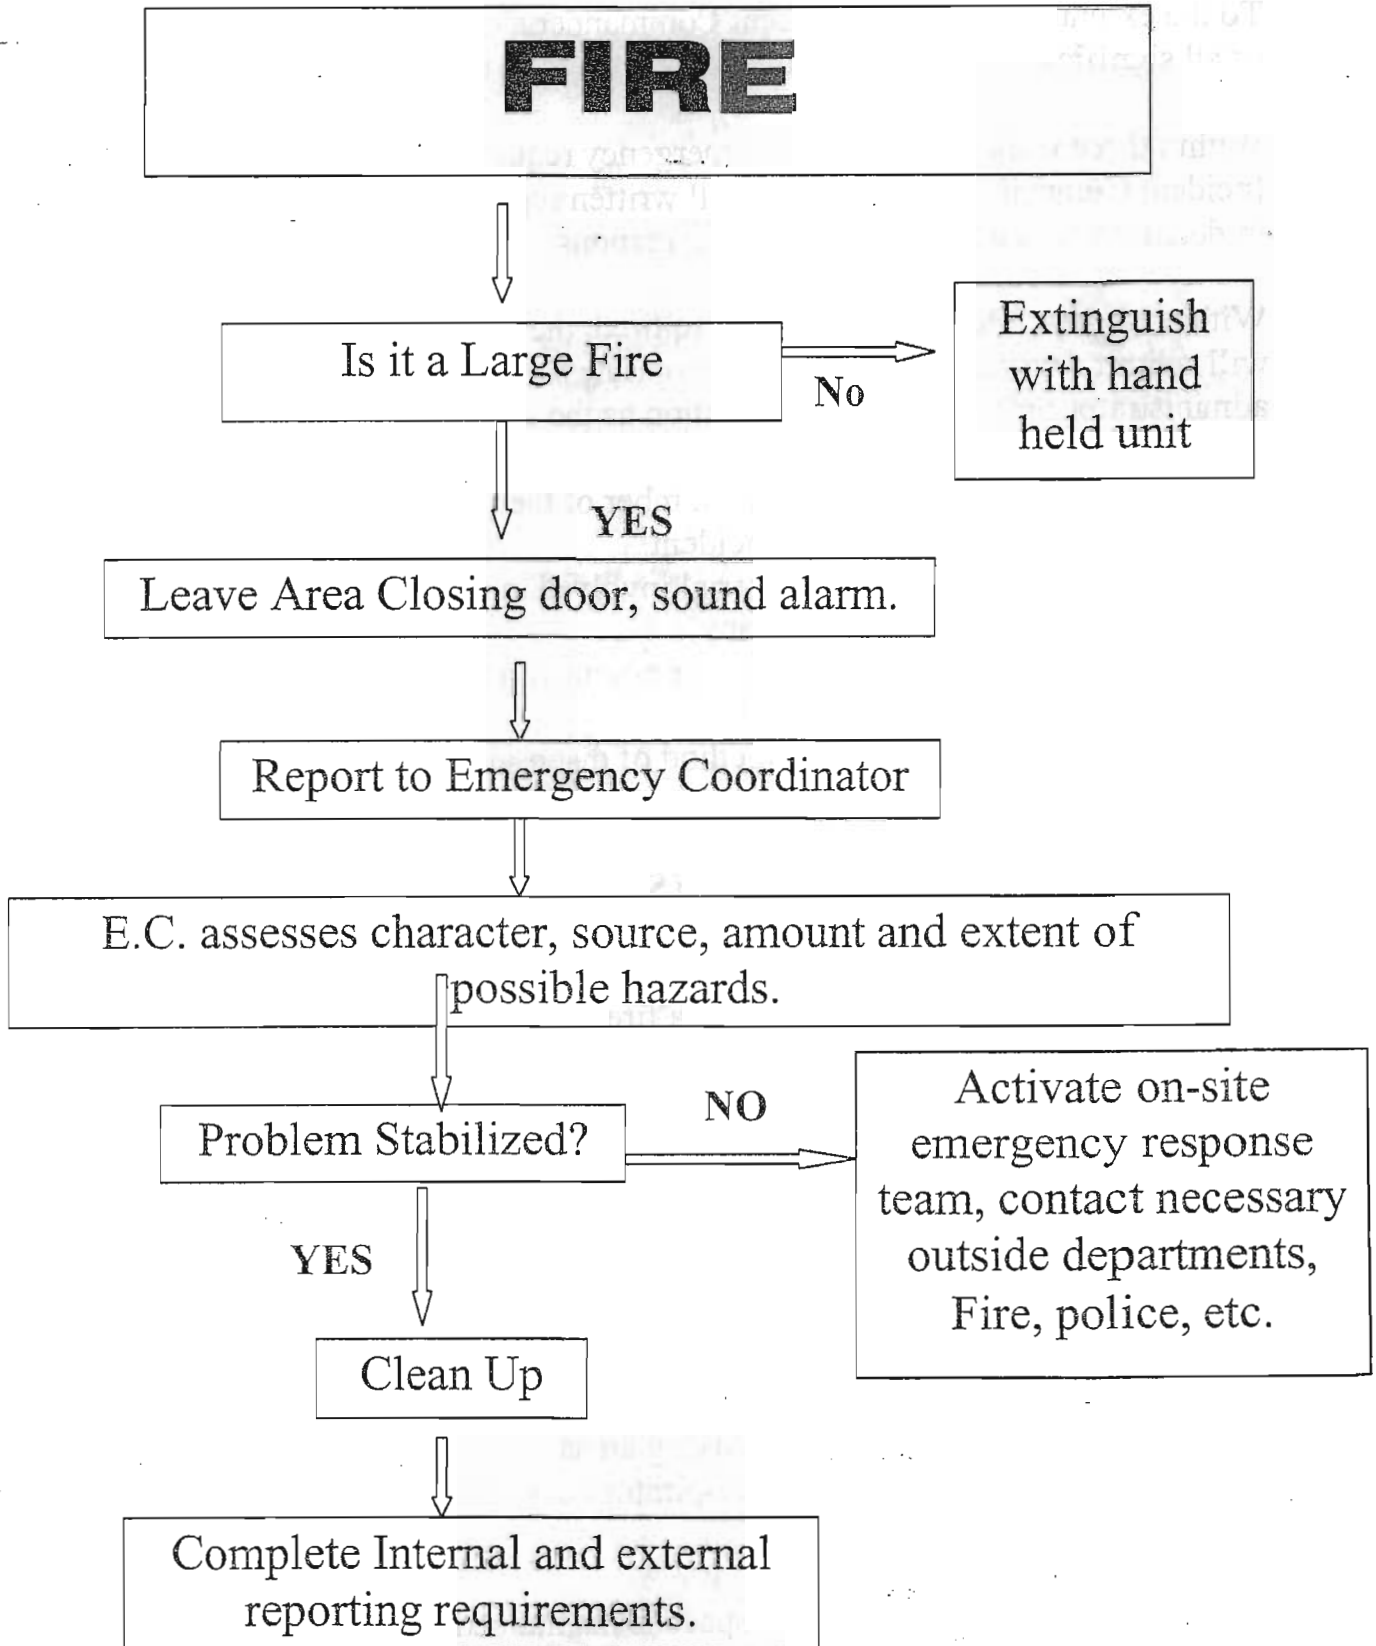 FIRE
Is it a Large Fire
No
Extinguish
with hand
held unit
YES
Leave Area Closing door, sound alarm.
Report to Emergency Coordinator
E.C. assesses character, source, amount and extent of
possible hazards.
Problem Stabilized?
NO
Activate on-site
emergency response
team, contact necessary
outside departments,
Fire, police, etc.
YES
Clean Up
Complete Internal and external
reporting requirements.